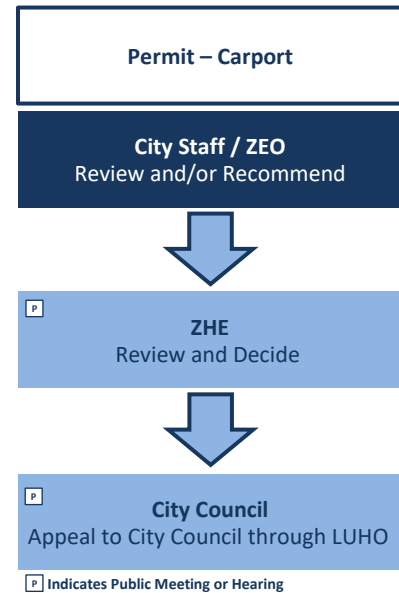 Permit – Carport
City Staff / ZEO
Review and/or Recommend
P
ZHE
Review and Decide
P
City Council
Appeal to City Council through LUHO
P Indicates Public Meeting or Hearing